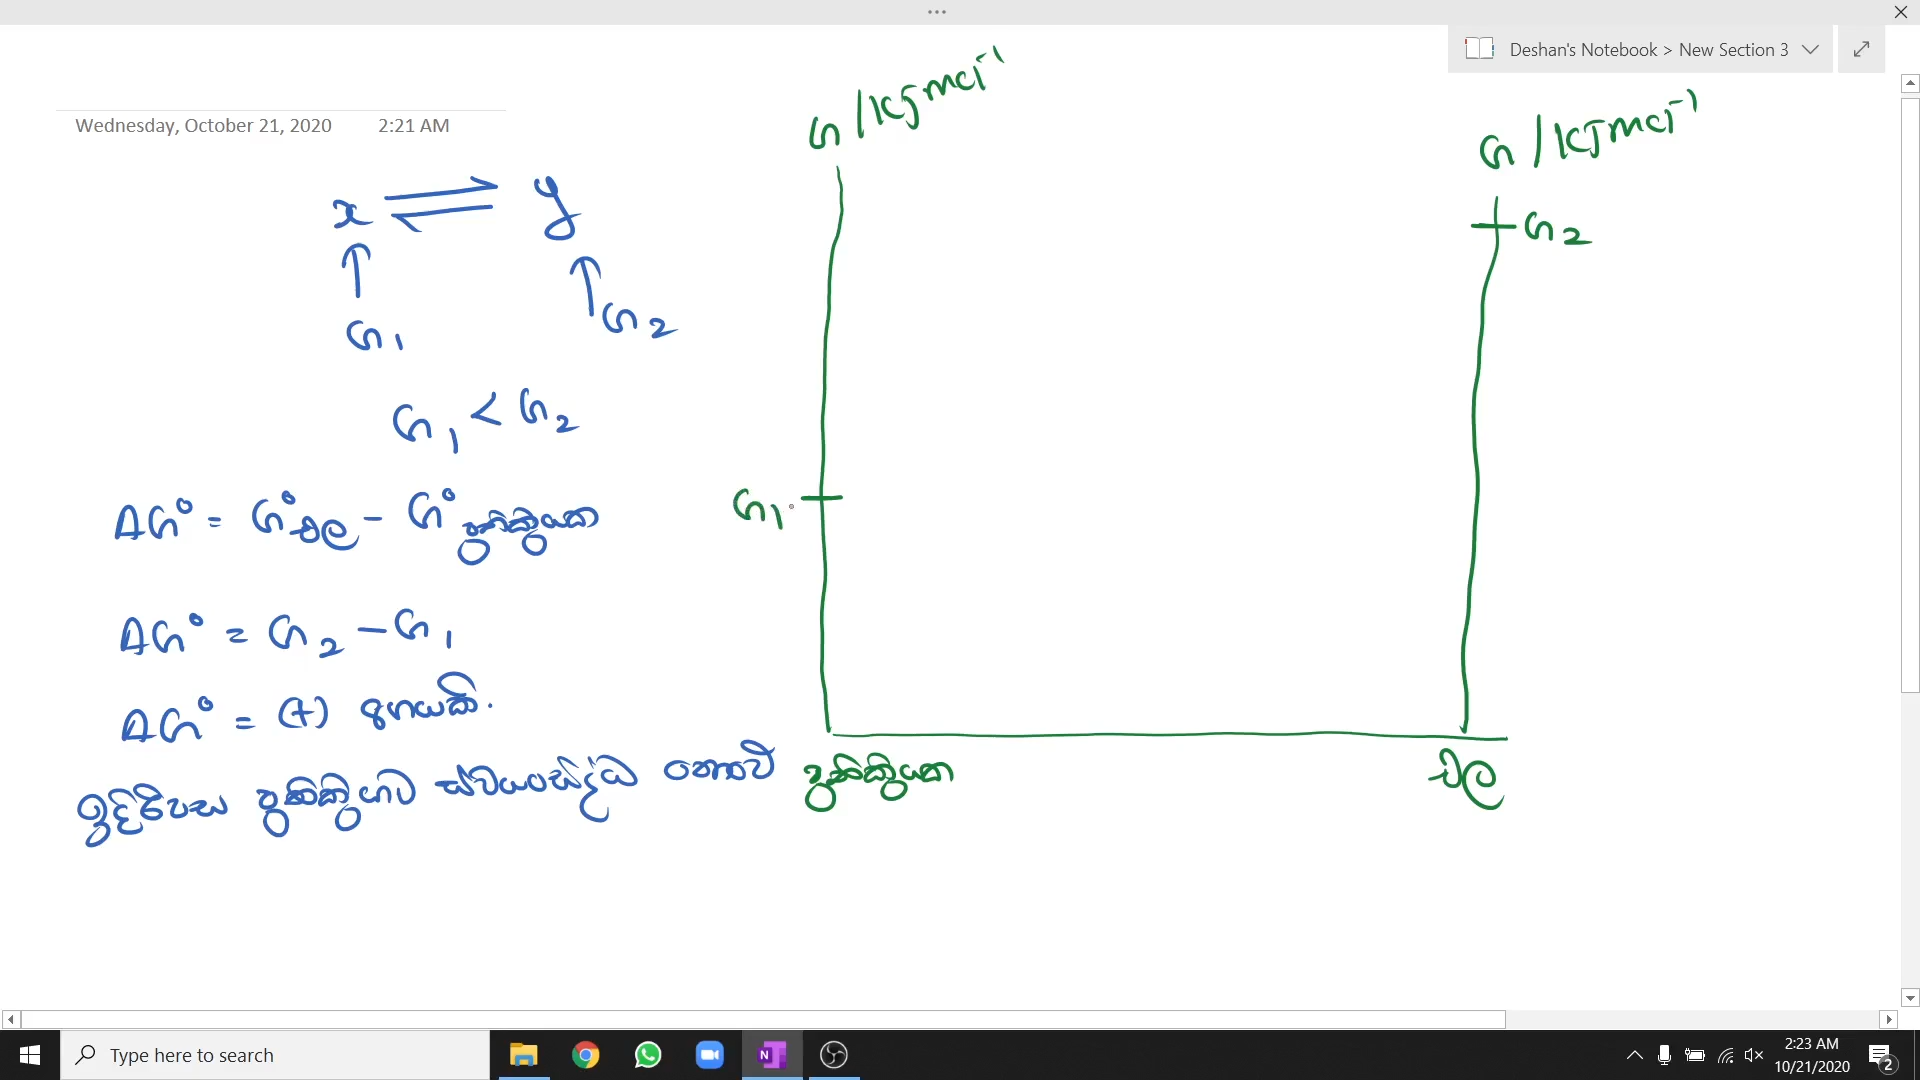 Deshan's Notebook > New Section 3
Wednesday, October 21, 2020 2:21 AM
x ⇌ y
↑ ↑
G₁ G₂
G₁ < G₂
ΔG° = G°ඵල – G°ප්‍රතික්‍රියක
ΔG° = G₂ – G₁
ΔG° = (+) අගයකි.
ඉදිරිපස ප්‍රතික්‍රියාව ස්වයංසිද්ධ නොවේ
G /kJmol⁻¹
G₁
ප්‍රතික්‍රියක
G /kJmol⁻¹
G₂
ඵල
Type here to search
2:23 AM
10/21/2020
2